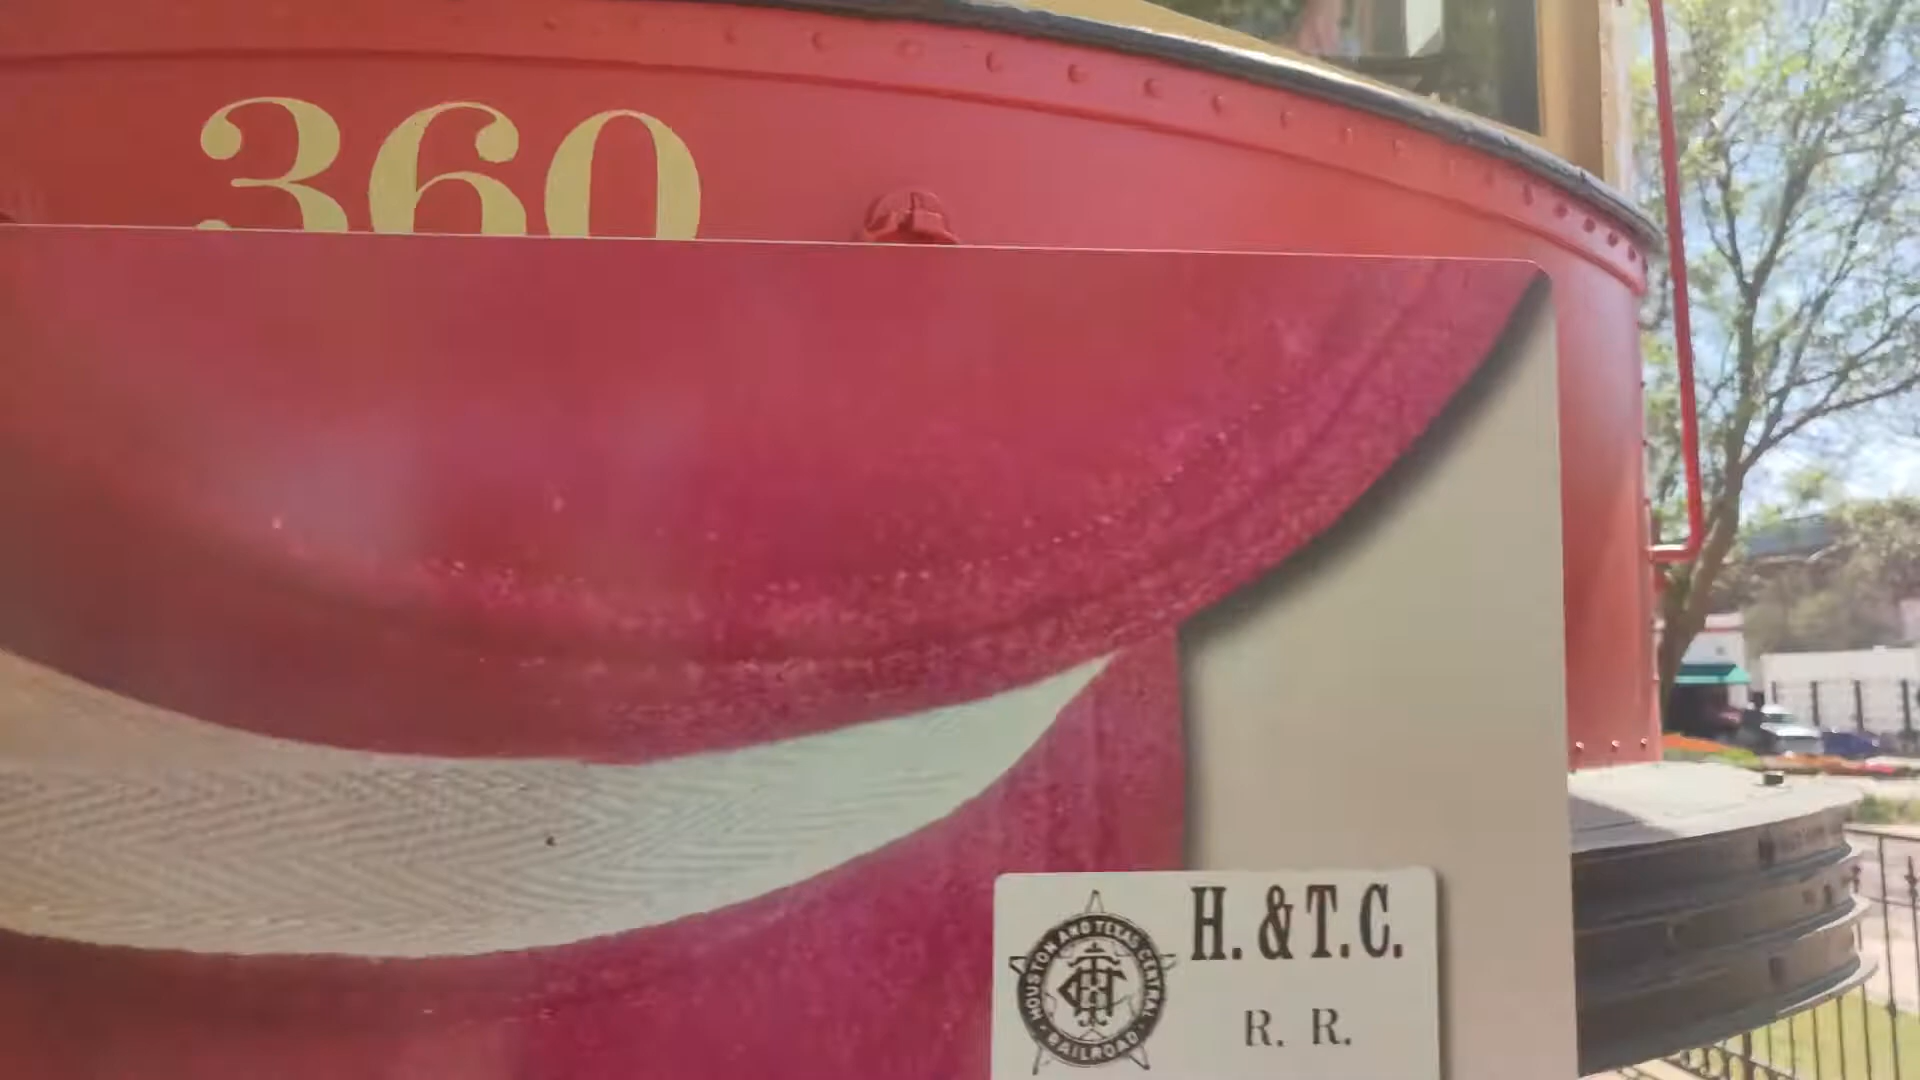 360
H. & T. C.
R. R.
HOUSTON AND TEXAS CENTRAL
RAILROAD